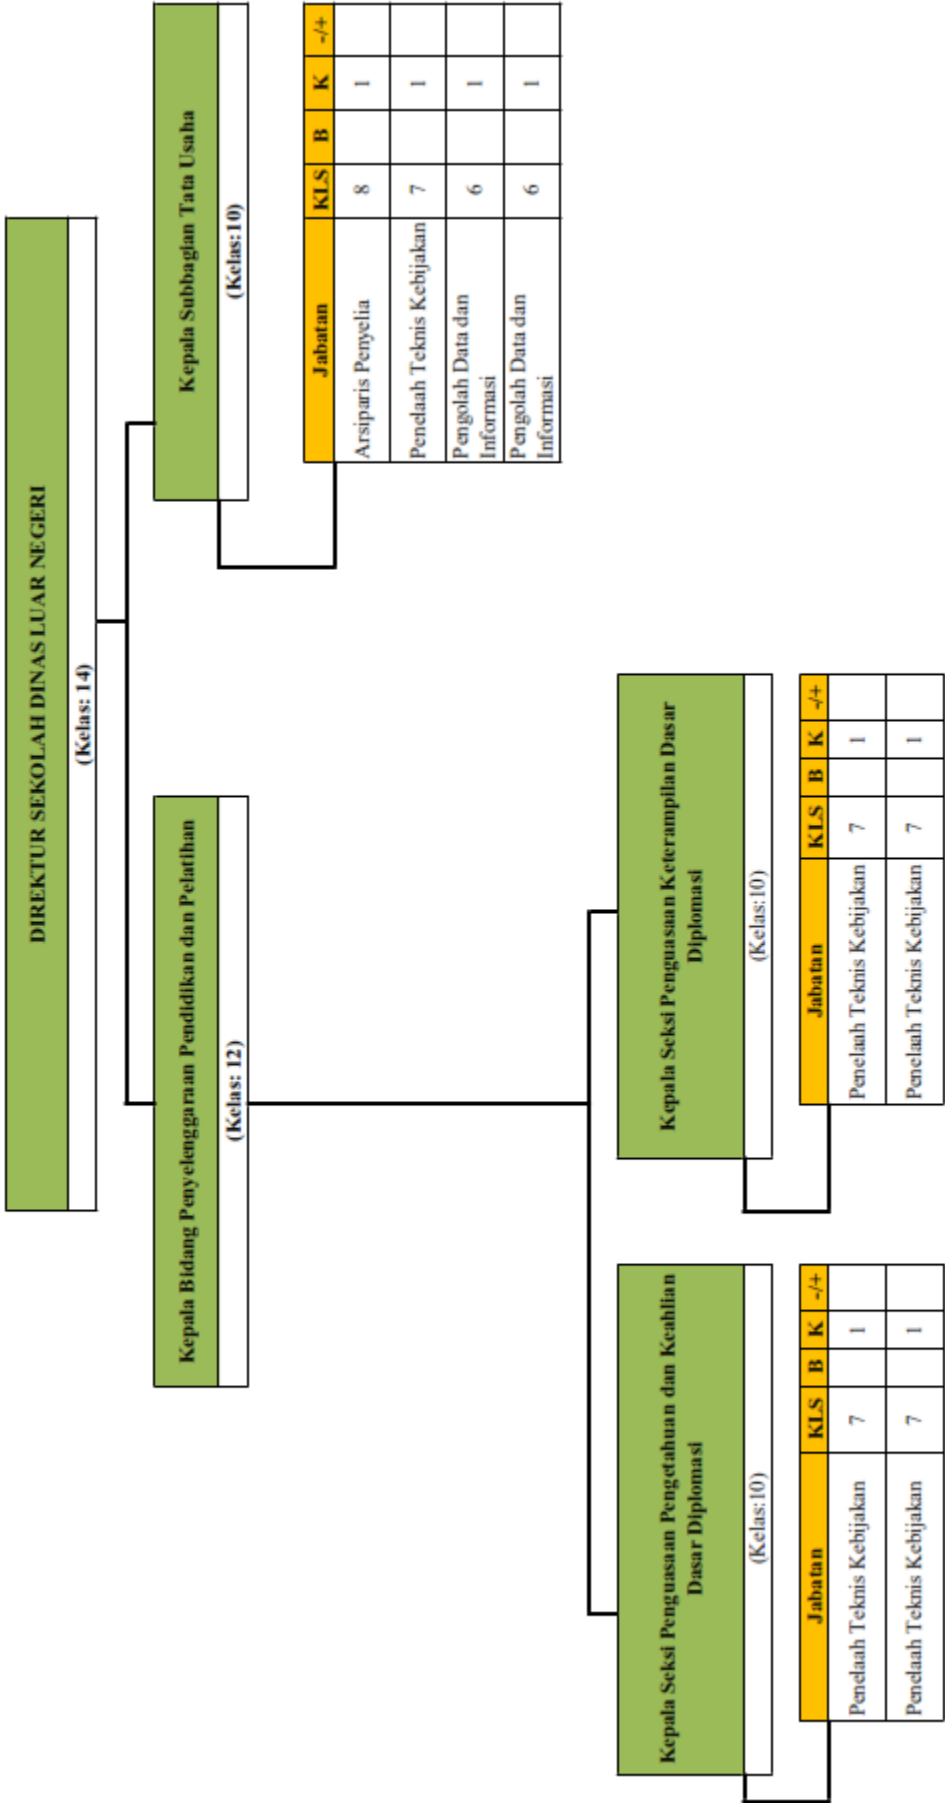 DIREKTUR SEKOLAH DINAS LUAR NEGERI
(Kelas: 14)
Kepala Bidang Penyelenggaraan Pendidikan dan Pelatihan
(Kelas: 12)
Kepala Subbagian Tata Usaha
(Kelas:10)
Jabatan KLS B K -/+
Arsiparis Penyelia 8 1
Penelaah Teknis Kebijakan 7 1
Pengolah Data dan
Informasi 6 1
Pengolah Data dan
Informasi 6 1
Kepala Seksi Penguasaan Pengetahuan dan Keahlian
Dasar Diplomasi
(Kelas:10)
Jabatan KLS B K -/+
Penelaah Teknis Kebijakan 7 1
Penelaah Teknis Kebijakan 7 1
Kepala Seksi Penguasaan Keterampilan Dasar
Diplomasi
(Kelas:10)
Jabatan KLS B K -/+
Penelaah Teknis Kebijakan 7 1
Penelaah Teknis Kebijakan 7 1